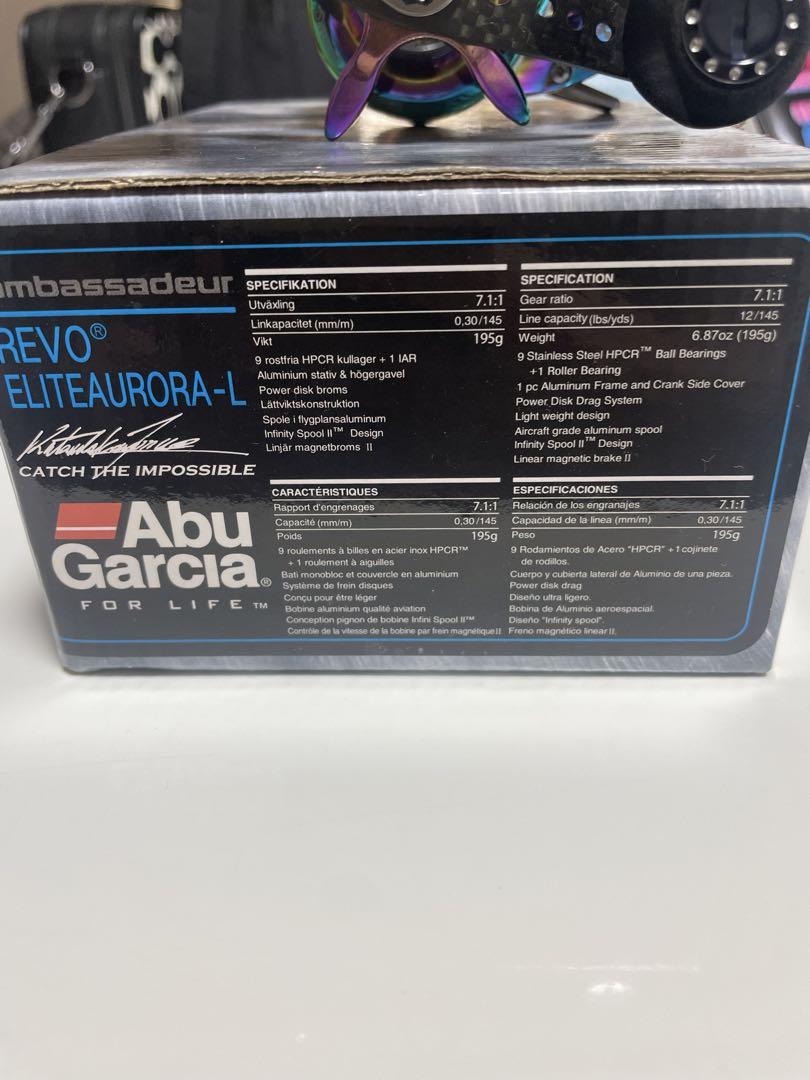 ambassadeur
REVO®
ELITEAURORA-L
CATCH THE IMPOSSIBLE
Abu
Garcia®
FOR LIFE™
SPECIFIKATION
Utväxling 7.1:1
Linkapacitet (mm/m) 0,30/145
Vikt 195g
9 rostfria HPCR kullager + 1 IAR
Aluminium stativ & högergavel
Power disk broms
Lättviktskonstruktion
Spole i flygplansaluminum
Infinity Spool II™ Design
Linjär magnetbroms II
SPECIFICATION
Gear ratio 7.1:1
Line capacity (lbs/yds) 12/145
Weight 6.87oz (195g)
9 Stainless Steel HPCR™ Ball Bearings
+1 Roller Bearing
1 pc Aluminum Frame and Crank Side Cover
Power Disk Drag System
Light weight design
Aircraft grade aluminum spool
Infinity Spool II™ Design
Linear magnetic brake II
CARACTÉRISTIQUES
Rapport d'engrenages 7.1:1
Capacité (mm/m) 0,30/145
Poids 195g
9 roulements à billes en acier inox HPCR™
+ 1 roulement à aiguilles
Bati monobloc et couvercle en aluminium
Système de frein disques
Conçu pour être léger
Bobine aluminium qualité aviation
Conception pignon de bobine Infini Spool II™
Contrôle de la vitesse de la bobine par frein magnétique II
ESPECIFICACIONES
Relación de los engranajes 7.1:1
Capacidad de la linea (mm/m) 0,30/145
Peso 195g
9 Rodamientos de Acero "HPCR" +1 cojinete
de rodillos.
Cuerpo y cubierta lateral de Aluminio de una pieza.
Power disk drag
Diseño ultra ligero.
Bobina de Aluminio aeroespacial.
Diseño "Infinity spool".
Freno magnético linear II.